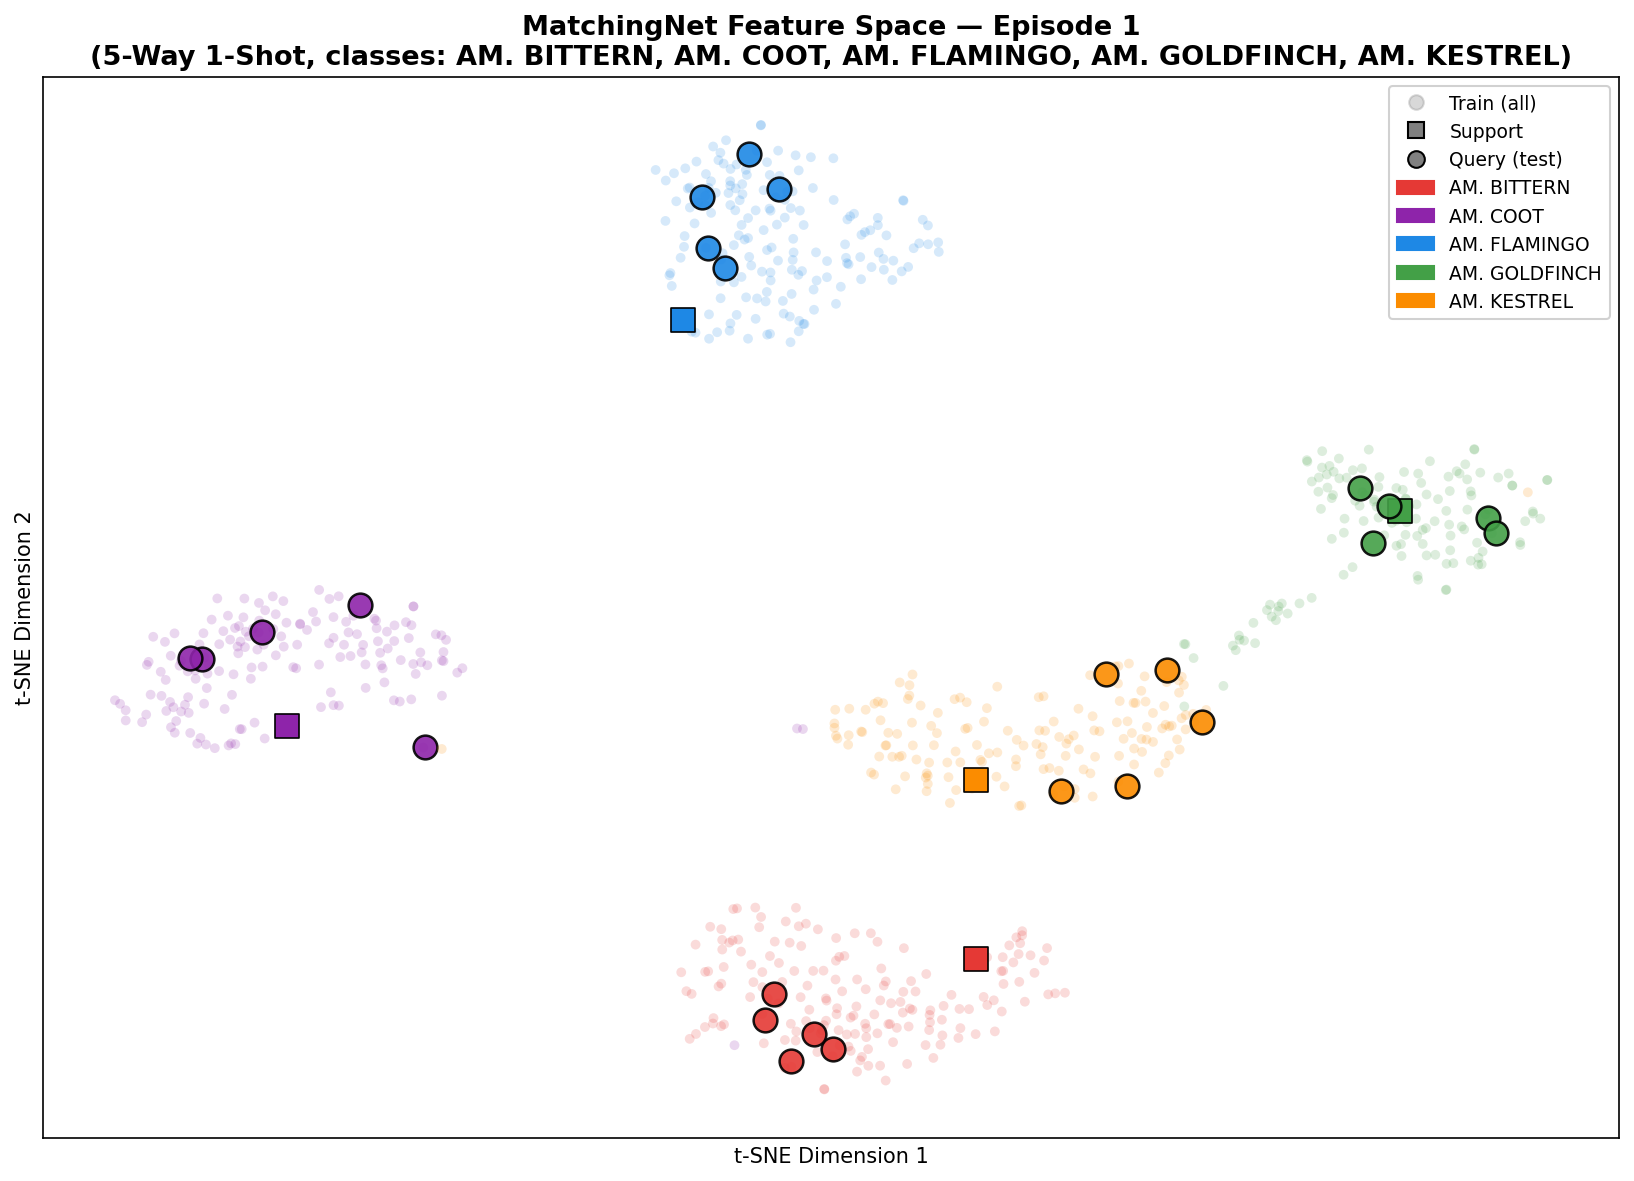 MatchingNet Feature Space — Episode 1
(5-Way 1-Shot, classes: AM. BITTERN, AM. COOT, AM. FLAMINGO, AM. GOLDFINCH, AM. KESTREL)
Train (all)
Support
Query (test)
AM. BITTERN
AM. COOT
AM. FLAMINGO
AM. GOLDFINCH
AM. KESTREL
t-SNE Dimension 2
t-SNE Dimension 1